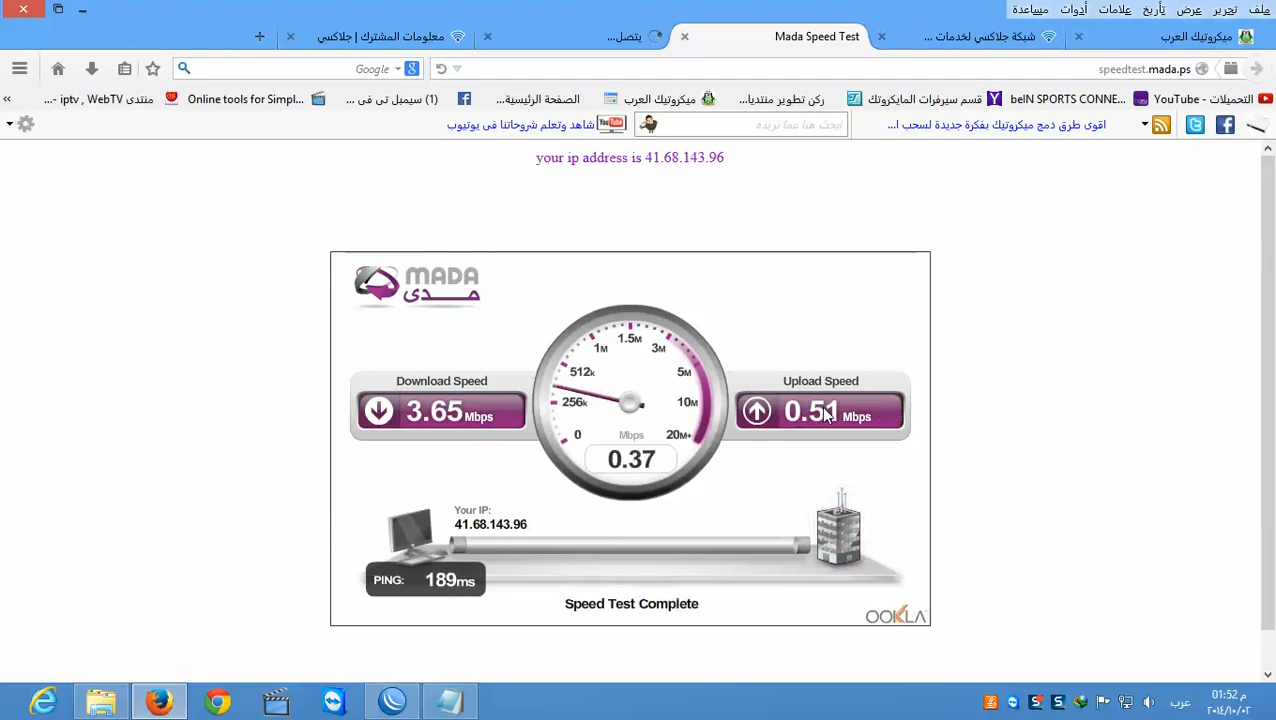 ملف تحرير عرض تأريخ علامات أدوات مساعدة
ميكروتيك العرب
شبكة جلاكسي لخدمات ...
Mada Speed Test
يتصل...
معلومات المشترك | جلاكسي
speedtest.mada.ps
Google
التحميلات - YouTube
beIN SPORTS CONNE...
قسم سيرفرات المايكروتك
ركن تطوير منتديا...
ميكروتيك العرب
الصفحة الرئيسية...
(1) سيمبل تى فى ...
Online tools for Simpl...
منتدى iptv , WebTV -...
اقوى طرق دمج ميكروتيك بفكرة جديدة لسحب ا...
ابحث هنا عما تريده
شاهد وتعلم شروحاتنا فى يوتيوب
your ip address is 41.68.143.96
MADA
مدى
Download Speed
3.65 Mbps
Upload Speed
0.51 Mbps
1.5M
1M
3M
512k
5M
256k
10M
0
Mbps
20M+
0.37
Your IP:
41.68.143.96
PING: 189ms
Speed Test Complete
OOKLA
عرب
01:52 م
٢٠١٤/١٠/٠٢